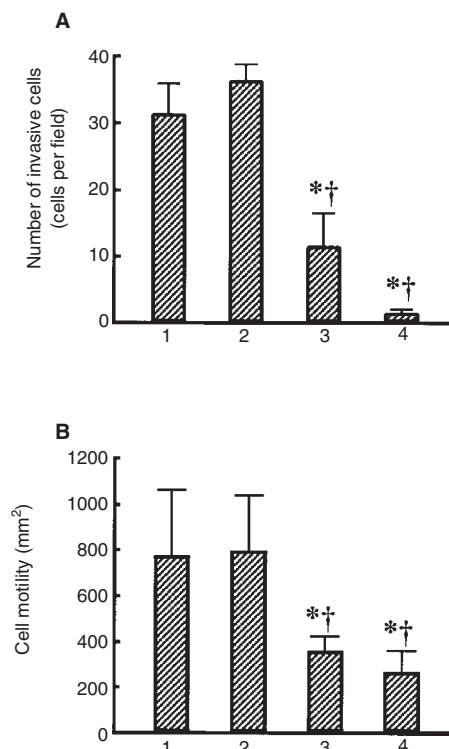 A
Number of invasive cells
(cells per field)
40
30
20
10
0
*‡
*‡
1 2 3 4
B
Cell motility (mm²)
1200
1000
800
600
400
200
0
*‡
*‡
1 2 3 4